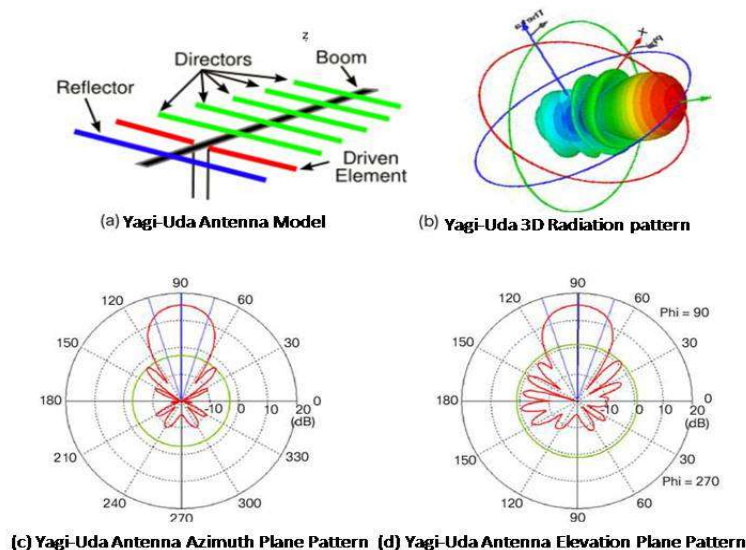 z
Directors
Boom
Reflector
Driven
Element
(a) Yagi-Uda Antenna Model
X
(b) Yagi-Uda 3D Radiation pattern
90
120
60
150
30
180
-10
0
10
20
0
(dB)
210
330
240
300
270
90
120
60
Phi = 90
150
30
180
-10
0
10
20
0
(dB)
150
30
120
60
Phi = 270
90
(c) Yagi-Uda Antenna Azimuth Plane Pattern
(d) Yagi-Uda Antenna Elevation Plane Pattern